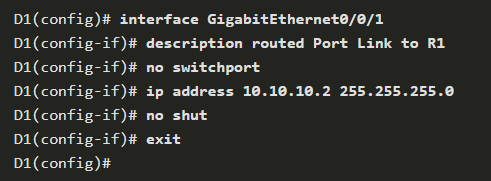 D1(config)# interface GigabitEthernet0/0/1
D1(config-if)# description routed Port Link to R1
D1(config-if)# no switchport
D1(config-if)# ip address 10.10.10.2 255.255.255.0
D1(config-if)# no shut
D1(config-if)# exit
D1(config)#